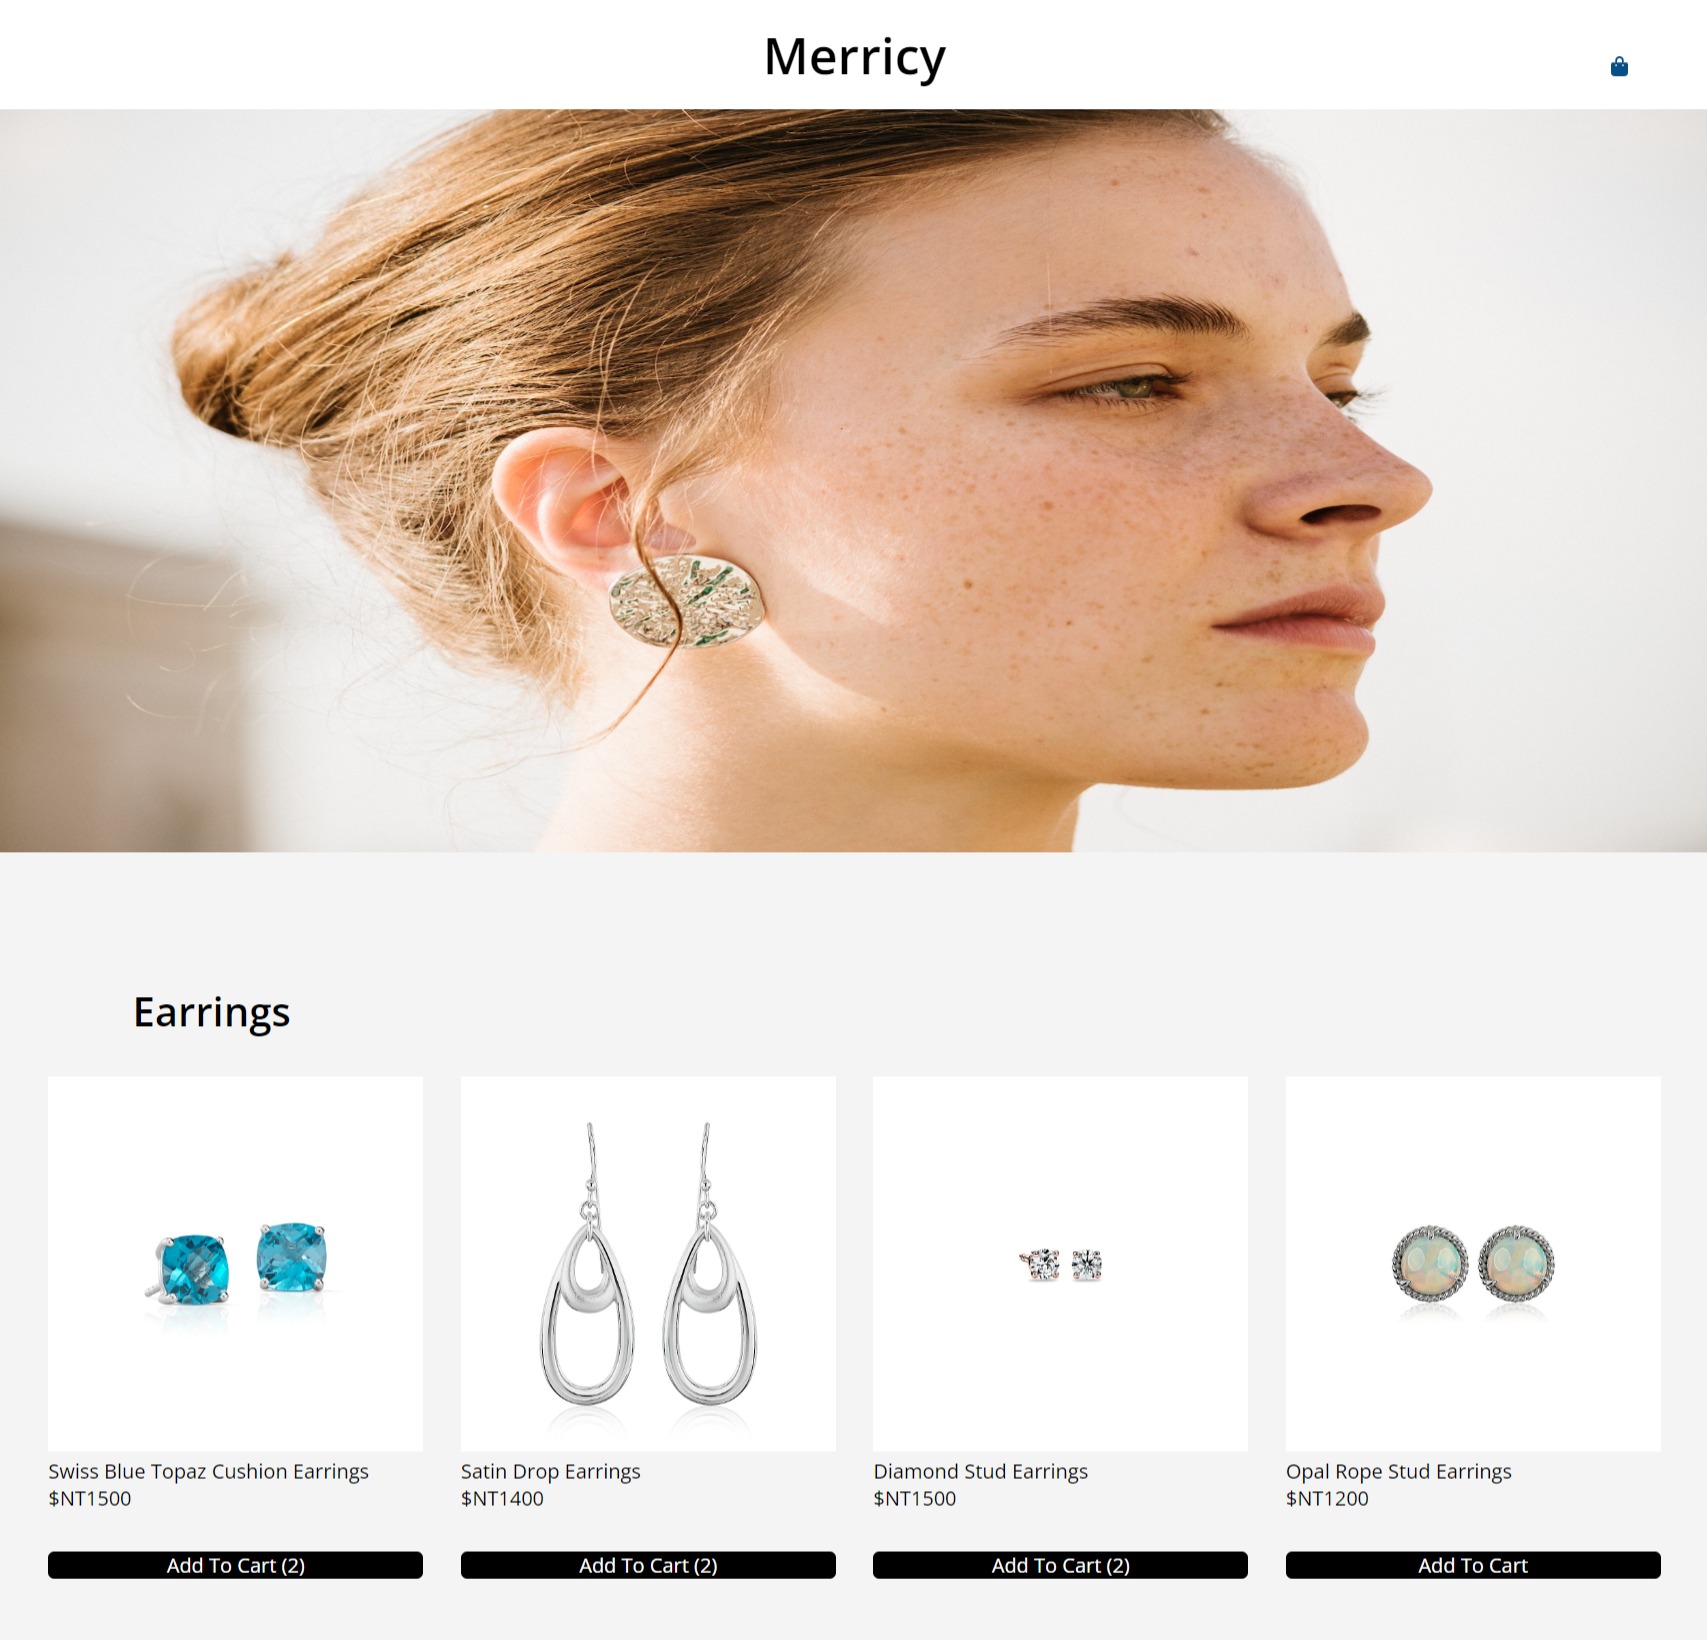 Merricy
Earrings
Swiss Blue Topaz Cushion Earrings
$NT1500
Add To Cart (2)
Satin Drop Earrings
$NT1400
Add To Cart (2)
Diamond Stud Earrings
$NT1500
Add To Cart (2)
Opal Rope Stud Earrings
$NT1200
Add To Cart